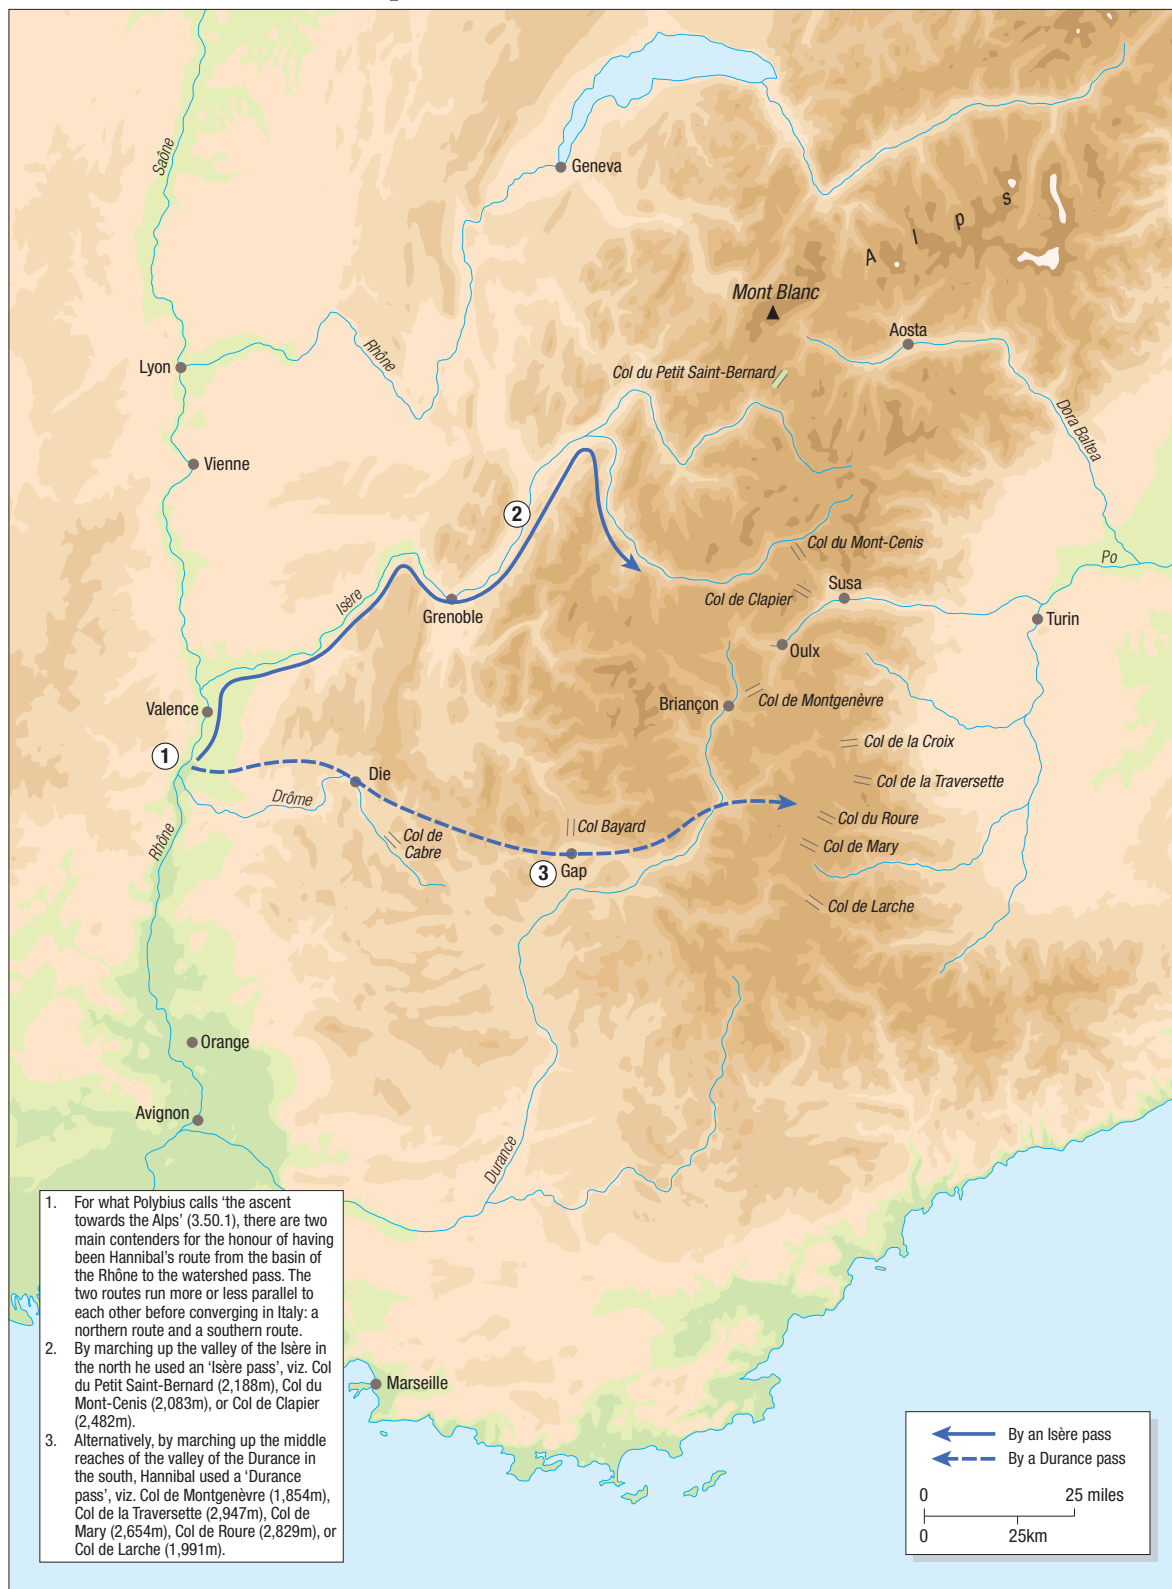 Saône
Geneva
Alps
Mont Blanc
Aosta
Rhône
Lyon
Col du Petit Saint-Bernard
Dora Baltea
Vienne
2
Col du Mont-Cenis
Po
Isère
Susa
Col de Clapier
Grenoble
Turin
Oulx
Valence
Briançon
Col de Montgenèvre
1
Col de la Croix
Die
Col de la Traversette
Drôme
Rhône
Col Bayard
Col du Roure
Col de
Cabre
Col de Mary
3
Gap
Col de Larche
Orange
Avignon
Durance
1. For what Polybius calls ‘the ascent
towards the Alps’ (3.50.1), there are two
main contenders for the honour of having
been Hannibal’s route from the basin of
the Rhône to the watershed pass. The
two routes run more or less parallel to
each other before converging in Italy: a
northern route and a southern route.
2. By marching up the valley of the Isère in
the north he used an ‘Isère pass’, viz. Col
du Petit Saint-Bernard (2,188m), Col du
Mont-Cenis (2,083m), or Col de Clapier
(2,482m).
3. Alternatively, by marching up the middle
reaches of the valley of the Durance in
the south, Hannibal used a ‘Durance
pass’, viz. Col de Montgenèvre (1,854m),
Col de la Traversette (2,947m), Col de
Mary (2,654m), Col de Roure (2,829m), or
Col de Larche (1,991m).
Marseille
By an Isère pass
By a Durance pass
0 25 miles
0 25km